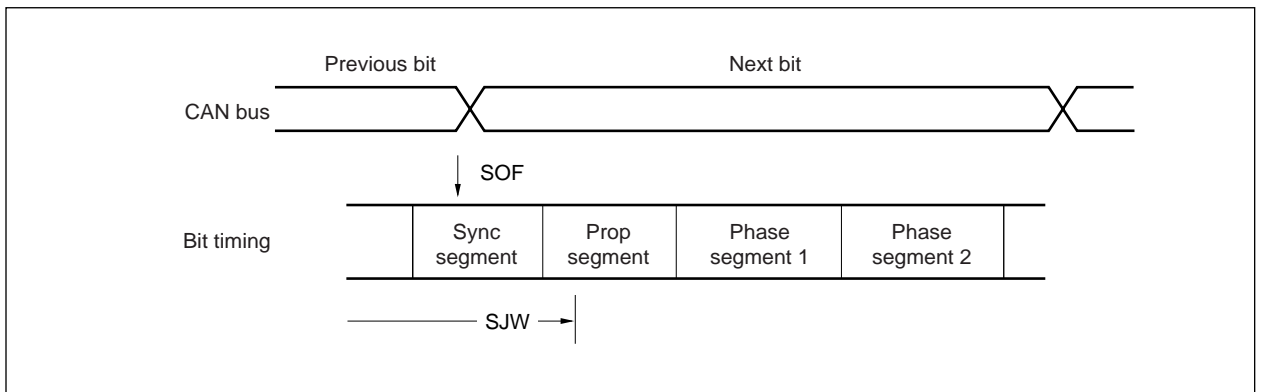 Previous bit
Next bit
CAN bus
SOF
Bit timing
Sync
segment
Prop
segment
Phase
segment 1
Phase
segment 2
SJW